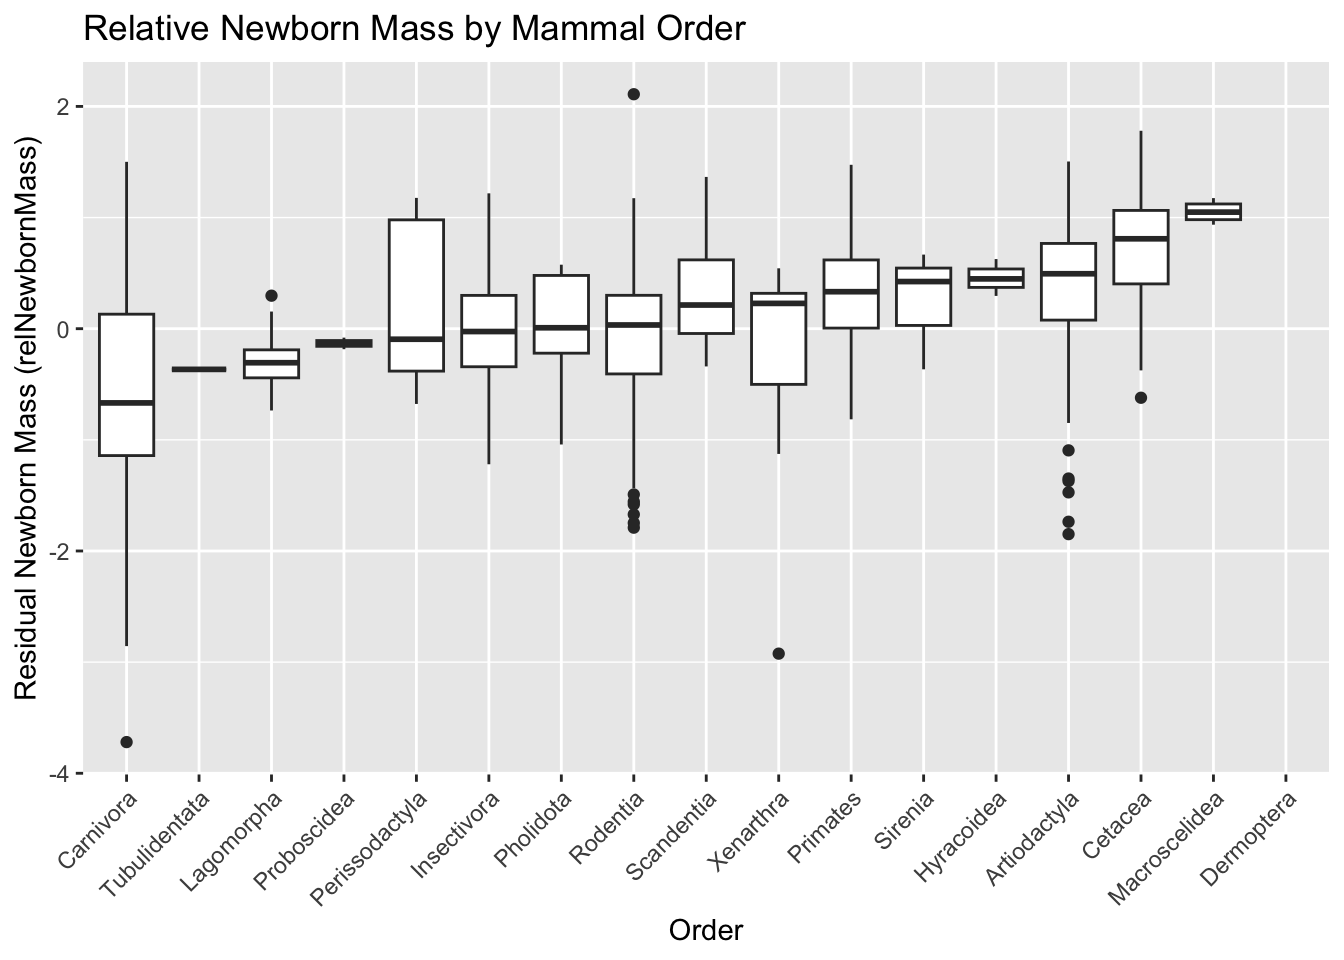 Relative Newborn Mass by Mammal Order
Residual Newborn Mass (relNewbornMass)
2
0
-2
-4
Carnivora
Tubulidentata
Lagomorpha
Proboscidea
Perissodactyla
Insectivora
Pholidota
Rodentia
Scandentia
Xenarthra
Primates
Sirenia
Hyracoidea
Artiodactyla
Cetacea
Macroscelidea
Dermoptera
Order